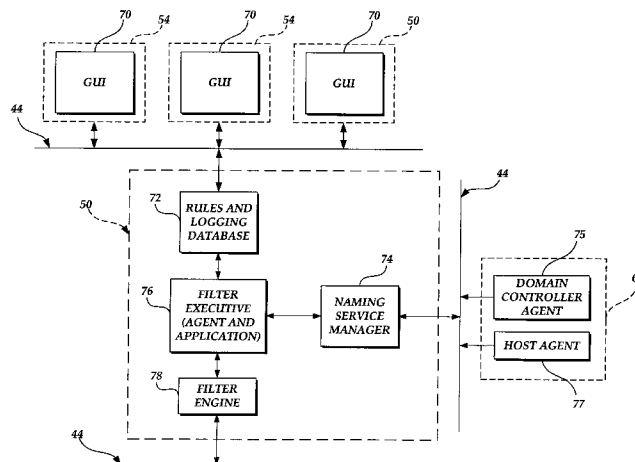 70
54
70
54
70
50
GUI
GUI
GUI
44
44
50
72
RULES AND
LOGGING
DATABASE
74
75
DOMAIN
CONTROLLER
AGENT
76
FILTER
EXECUTIVE
(AGENT AND
APPLICATION)
NAMING
SERVICE
MANAGER
HOST AGENT
77
78
FILTER
ENGINE
44